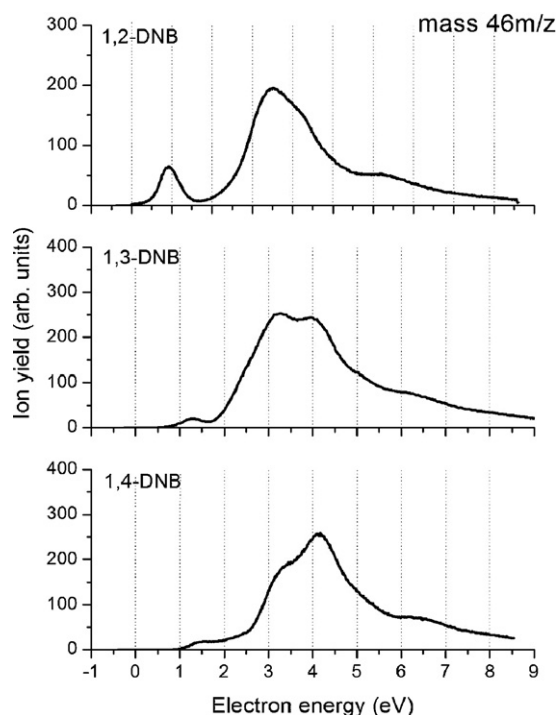 mass 46m/z
300
1,2-DNB
200
100
0
400
1,3-DNB
300
200
100
0
400
1,4-DNB
300
200
100
0
-1 0 1 2 3 4 5 6 7 8 9
Ion yield (arb. units)
Electron energy (eV)